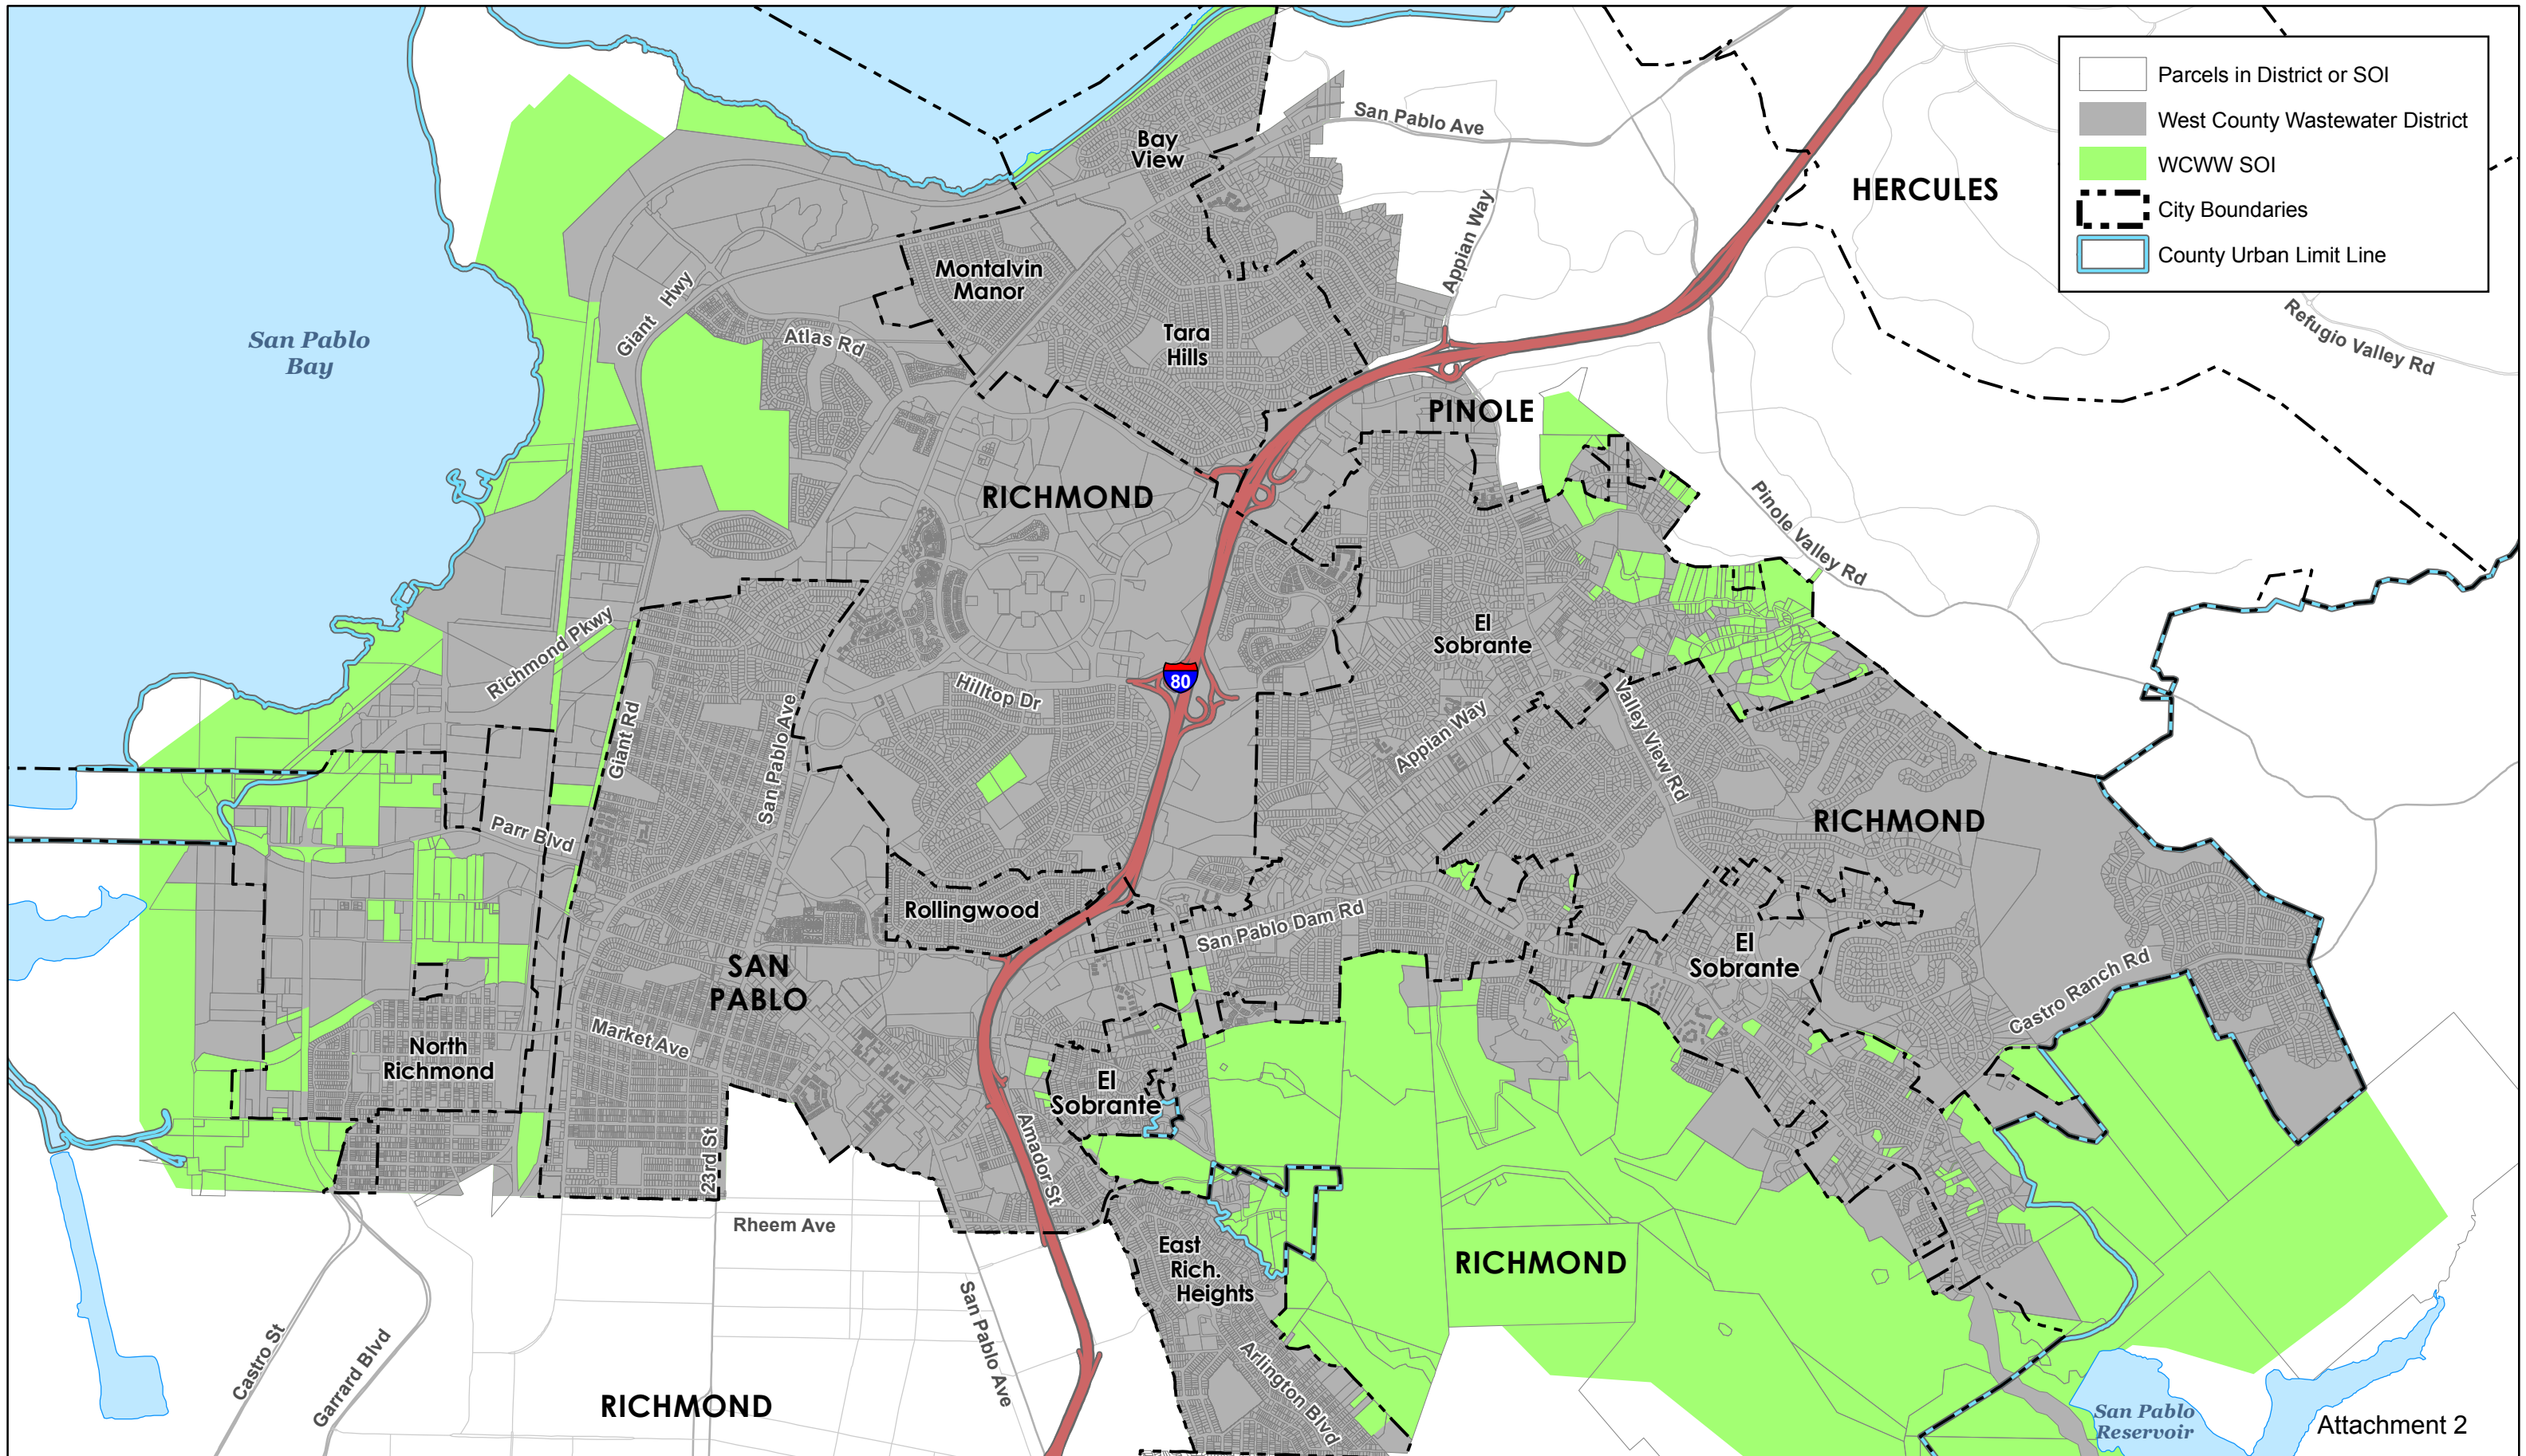 Parcels in District or SOI
West County Wastewater District
WCWW SOI
City Boundaries
County Urban Limit Line
San Pablo Ave
Bay
View
HERCULES
Appian Way
Montalvin
Manor
Giant Hwy
San Pablo
Bay
Atlas Rd
Tara
Hills
Refugio Valley Rd
PINOLE
RICHMOND
Pinole Valley Rd
El
Sobrante
Richmond Pkwy
80
Hilltop Dr
Giant Rd
San Pablo Ave
Appian Way
Valley View Rd
Parr Blvd
RICHMOND
Rollingwood
San Pablo Dam Rd
El
Sobrante
SAN
PABLO
Castro Ranch Rd
Market Ave
North
Richmond
El
Sobrante
Amador St
23rd St
Rheem Ave
East
Rich.
Heights
RICHMOND
San Pablo Ave
Castro St
Garrard Blvd
Arlington Blvd
RICHMOND
San Pablo
Reservoir
Attachment 2